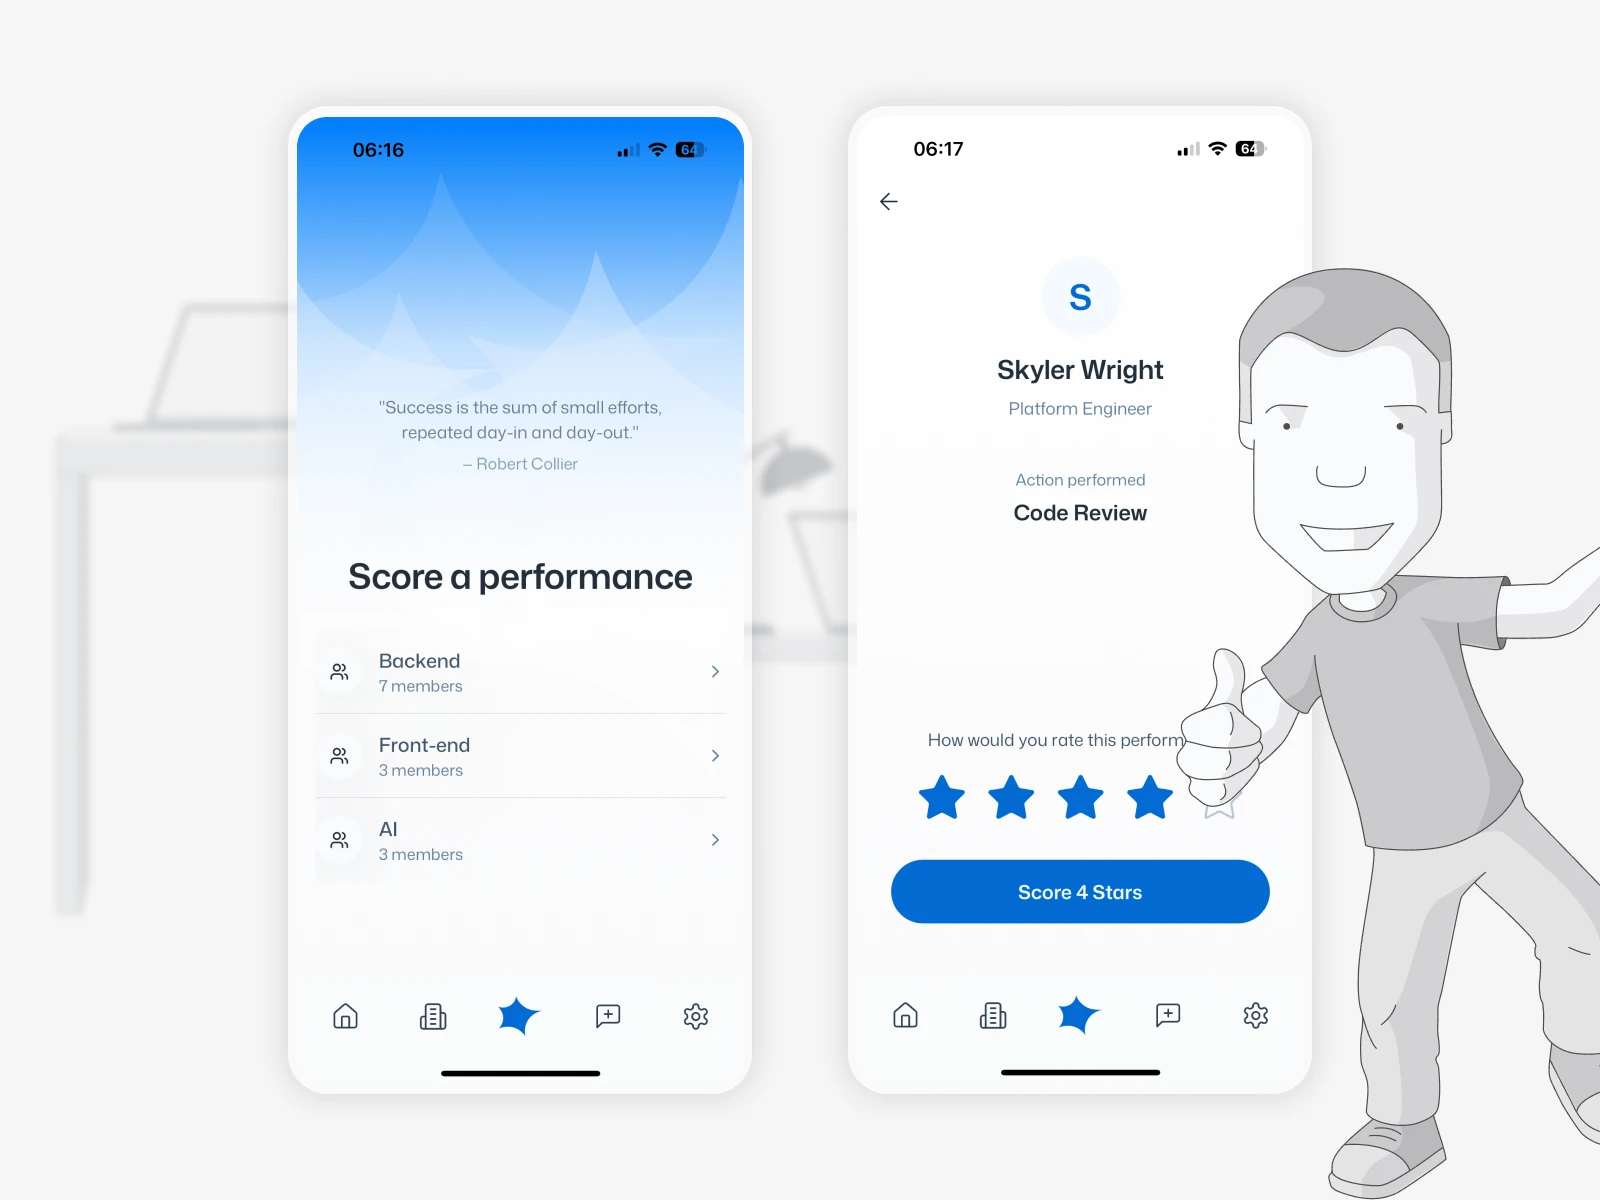 06:16
64
"Success is the sum of small efforts,
repeated day-in and day-out."
– Robert Collier
Score a performance
Backend
7 members
Front-end
3 members
AI
3 members
06:17
64
S
Skyler Wright
Platform Engineer
Action performed
Code Review
How would you rate this perform
Score 4 Stars